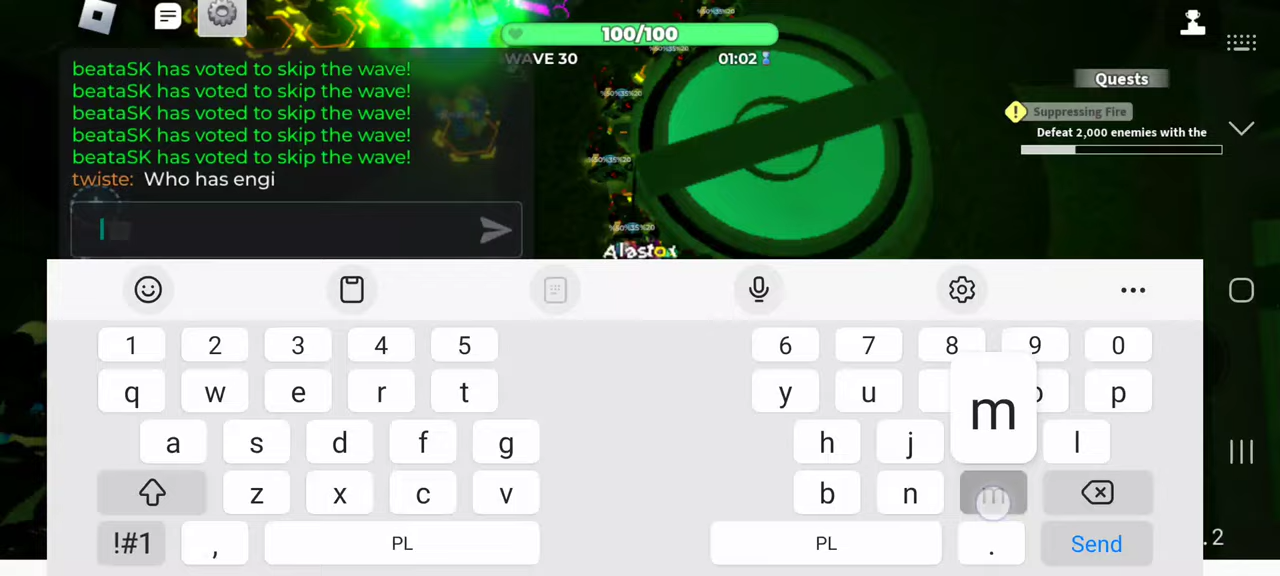 100/100
WAVE 30
01:02
beataSK has voted to skip the wave!
beataSK has voted to skip the wave!
beataSK has voted to skip the wave!
beataSK has voted to skip the wave!
beataSK has voted to skip the wave!
twiste: Who has engi
Quests
Suppressing Fire
Defeat 2,000 enemies with the
Alastox
1 2 3 4 5 6 7 8 9 0
q w e r t y u p
a s d f g h j l
m
z x c v b n m
!#1 , PL PL . Send
.2